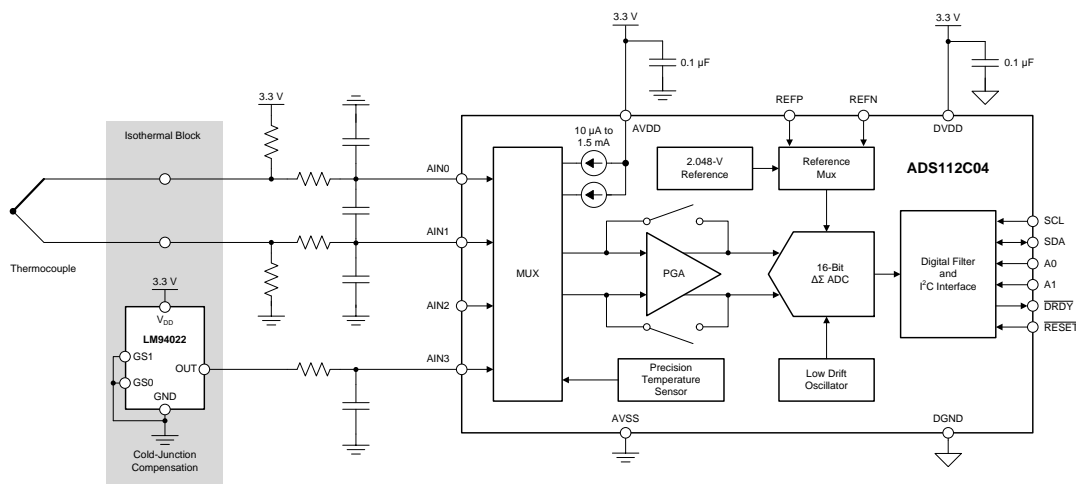 3.3 V
0.1 µF
3.3 V
0.1 µF
3.3 V
Isothermal Block
REFP
REFN
AVDD
DVDD
10 µA to
1.5 mA
2.048-V
Reference
Reference
Mux
ADS112C04
AIN0
AIN1
AIN2
AIN3
MUX
PGA
16-Bit
ΔΣ ADC
Digital Filter
and
I²C Interface
SCL
SDA
A0
A1
DRDY
RESET
Thermocouple
3.3 V
VDD
LM94022
GS1
GS0
OUT
GND
Precision
Temperature
Sensor
Low Drift
Oscillator
AVSS
DGND
Cold-Junction
Compensation